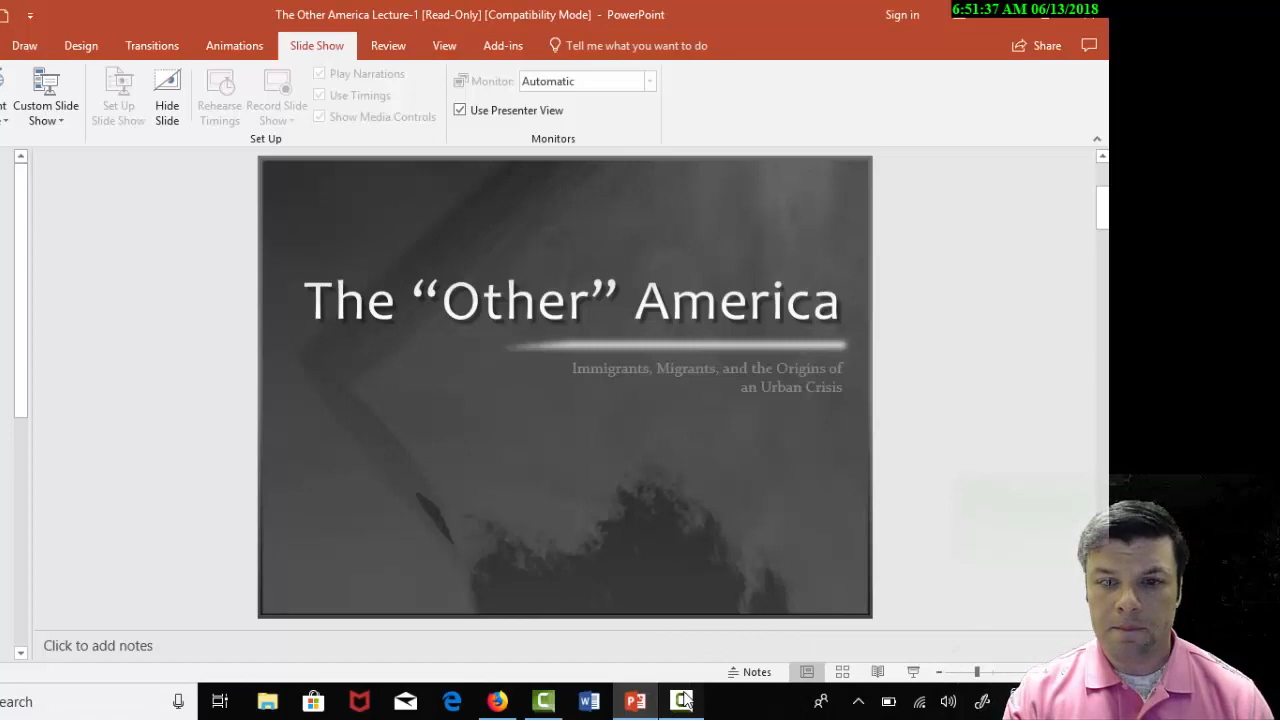 The Other America Lecture-1 [Read-Only] [Compatibility Mode] - PowerPoint
Sign in
6:51:37 AM 06/13/2018
Draw Design Transitions Animations Slide Show Review View Add-ins Tell me what you want to do
Share
Custom Slide Show
Set Up Slide Show
Hide Slide
Rehearse Timings
Record Slide Show
Play Narrations
Use Timings
Show Media Controls
Set Up
Monitor: Automatic
Use Presenter View
Monitors
The “Other” America
Immigrants, Migrants, and the Origins of
an Urban Crisis
Click to add notes
Notes